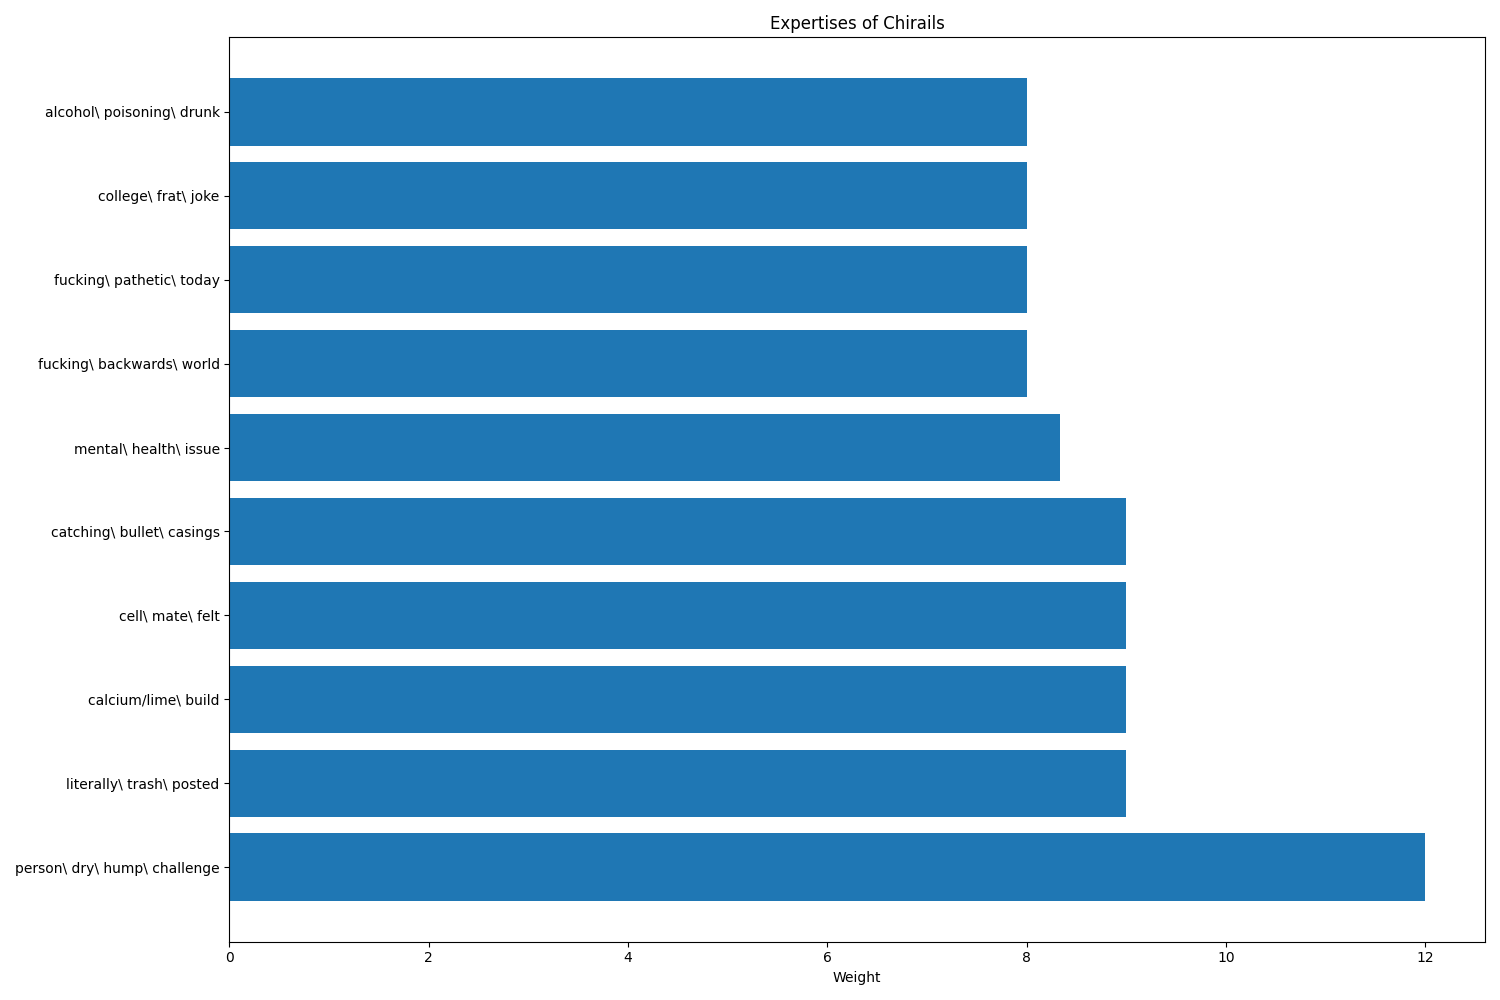 Expertises of Chirails
alcohol\ poisoning\ drunk
college\ frat\ joke
fucking\ pathetic\ today
fucking\ backwards\ world
mental\ health\ issue
catching\ bullet\ casings
cell\ mate\ felt
calcium/lime\ build
literally\ trash\ posted
person\ dry\ hump\ challenge
0 2 4 6 8 10 12
Weight